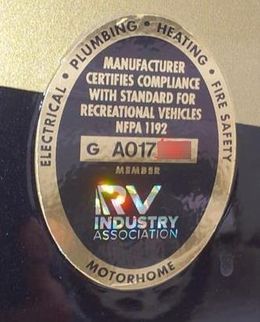 ELECTRICAL • PLUMBING • HEATING • FIRE SAFETY
MANUFACTURER
CERTIFIES COMPLIANCE
WITH STANDARD FOR
RECREATIONAL VEHICLES
NFPA 1192
G A017
MEMBER
RV
INDUSTRY
ASSOCIATION
MOTORHOME